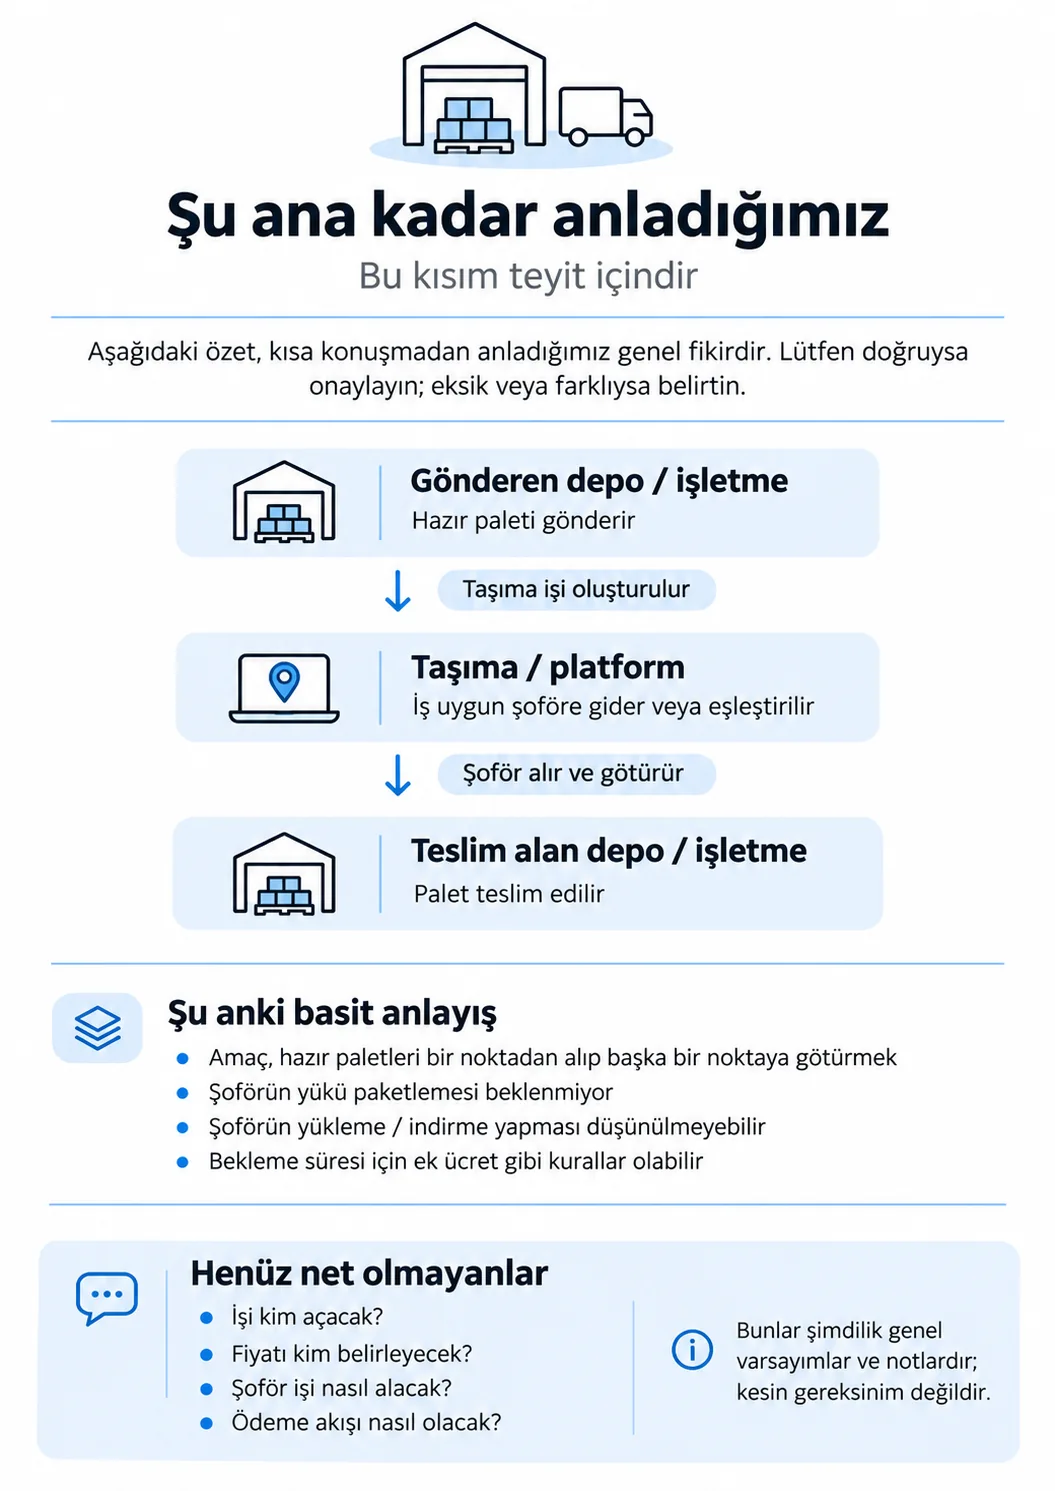 Şu ana kadar anladığımız
Bu kısım teyit içindir
Aşağıdaki özet, kısa konuşmadan anladığımız genel fikirdir. Lütfen doğruysa
onaylayın; eksik veya farklıysa belirtin.
Gönderen depo / işletme
Hazır paleti gönderir
Taşıma işi oluşturulur
Taşıma / platform
İş uygun şoföre gider veya eşleştirilir
Şoför alır ve götürür
Teslim alan depo / işletme
Palet teslim edilir
Şu anki basit anlayış
Amaç, hazır paletleri bir noktadan alıp başka bir noktaya götürmek
Şoförün yükü paketlemesi beklenmiyor
Şoförün yükleme / indirme yapması düşünülmeyebilir
Bekleme süresi için ek ücret gibi kurallar olabilir
Henüz net olmayanlar
İşi kim açacak?
Fiyatı kim belirleyecek?
Şoför işi nasıl alacak?
Ödeme akışı nasıl olacak?
Bunlar şimdilik genel
varsayımlar ve notlardır;
kesin gereksinim değildir.